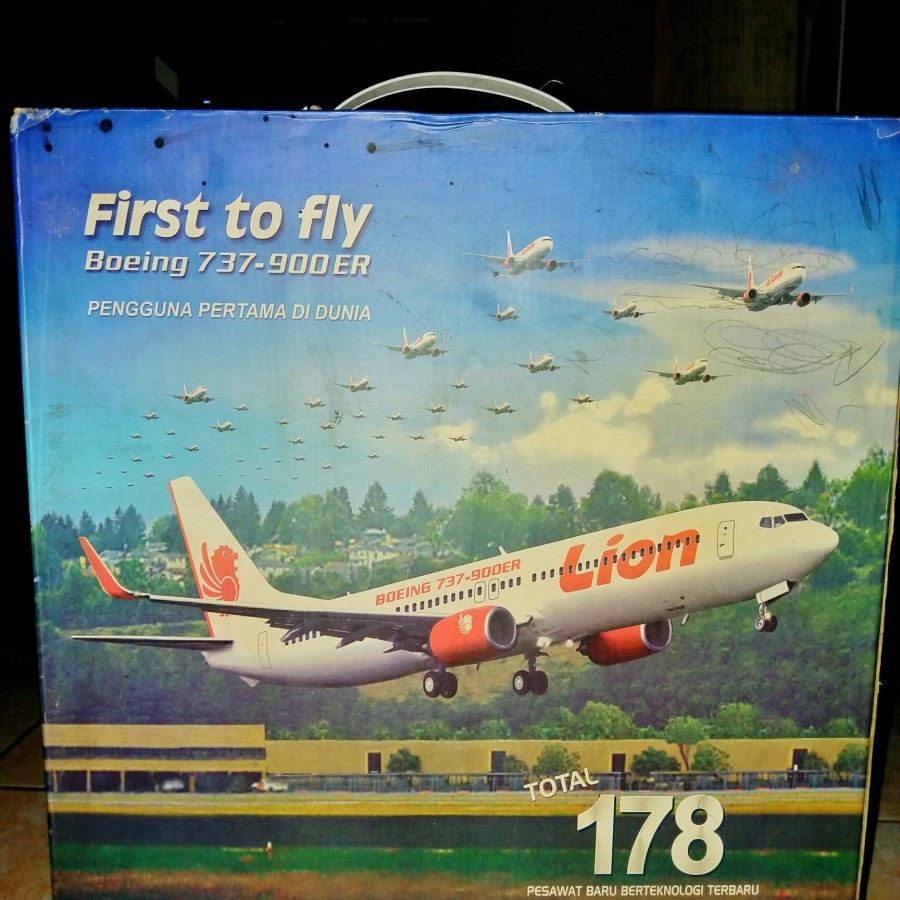 First to fly
Boeing 737-900ER
PENGGUNA PERTAMA DI DUNIA
Lion
BOEING 737-900ER
Lion
TOTAL
178
PESAWAT BARU BERTEKNOLOGI TERBARU